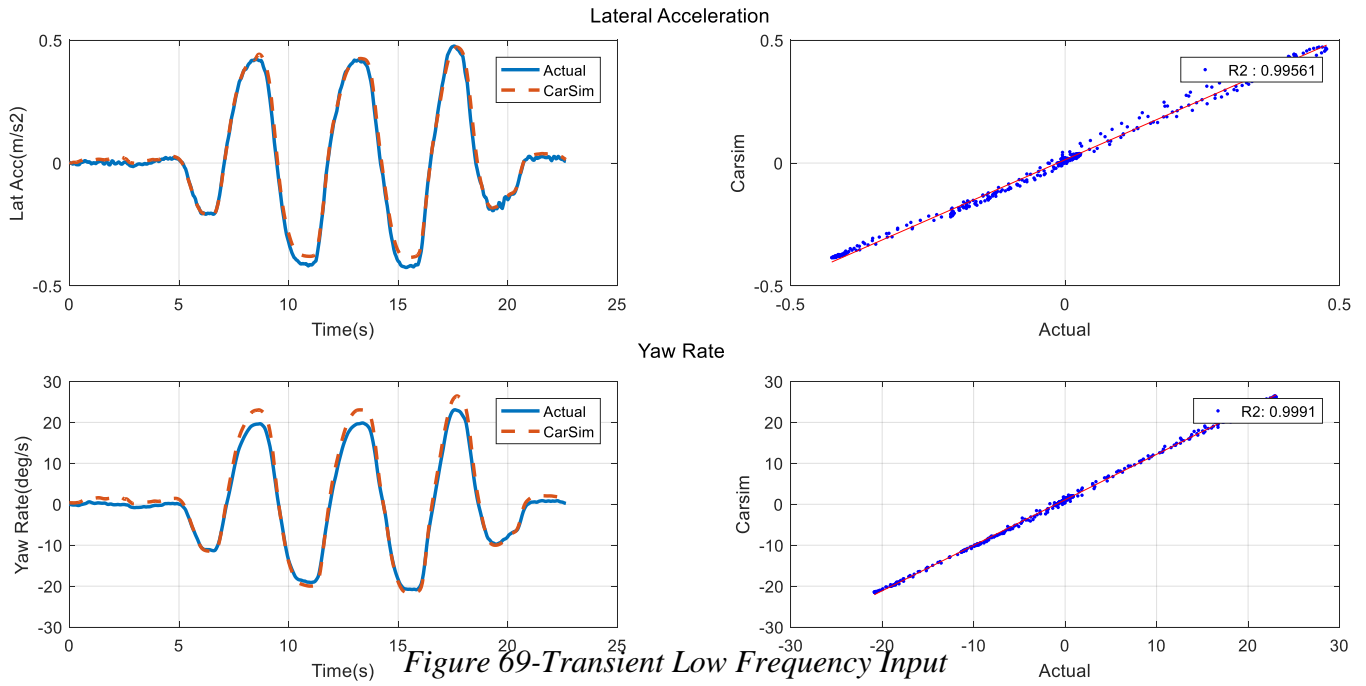 Lateral Acceleration
0.5
0
-0.5
Lat Acc(m/s2)
Actual
CarSim
0 5 10 15 20 25
Time(s)
0.5
0
-0.5
Carsim
R2 : 0.99561
-0.5 0 0.5
Actual
Yaw Rate
30
20
10
0
-10
-20
-30
Yaw Rate(deg/s)
Actual
CarSim
0 5 10 15 20 25
Time(s)
30
20
10
0
-10
-20
-30
Carsim
R2: 0.9991
-30 -20 -10 0 10 20 30
Actual
Figure 69-Transient Low Frequency Input